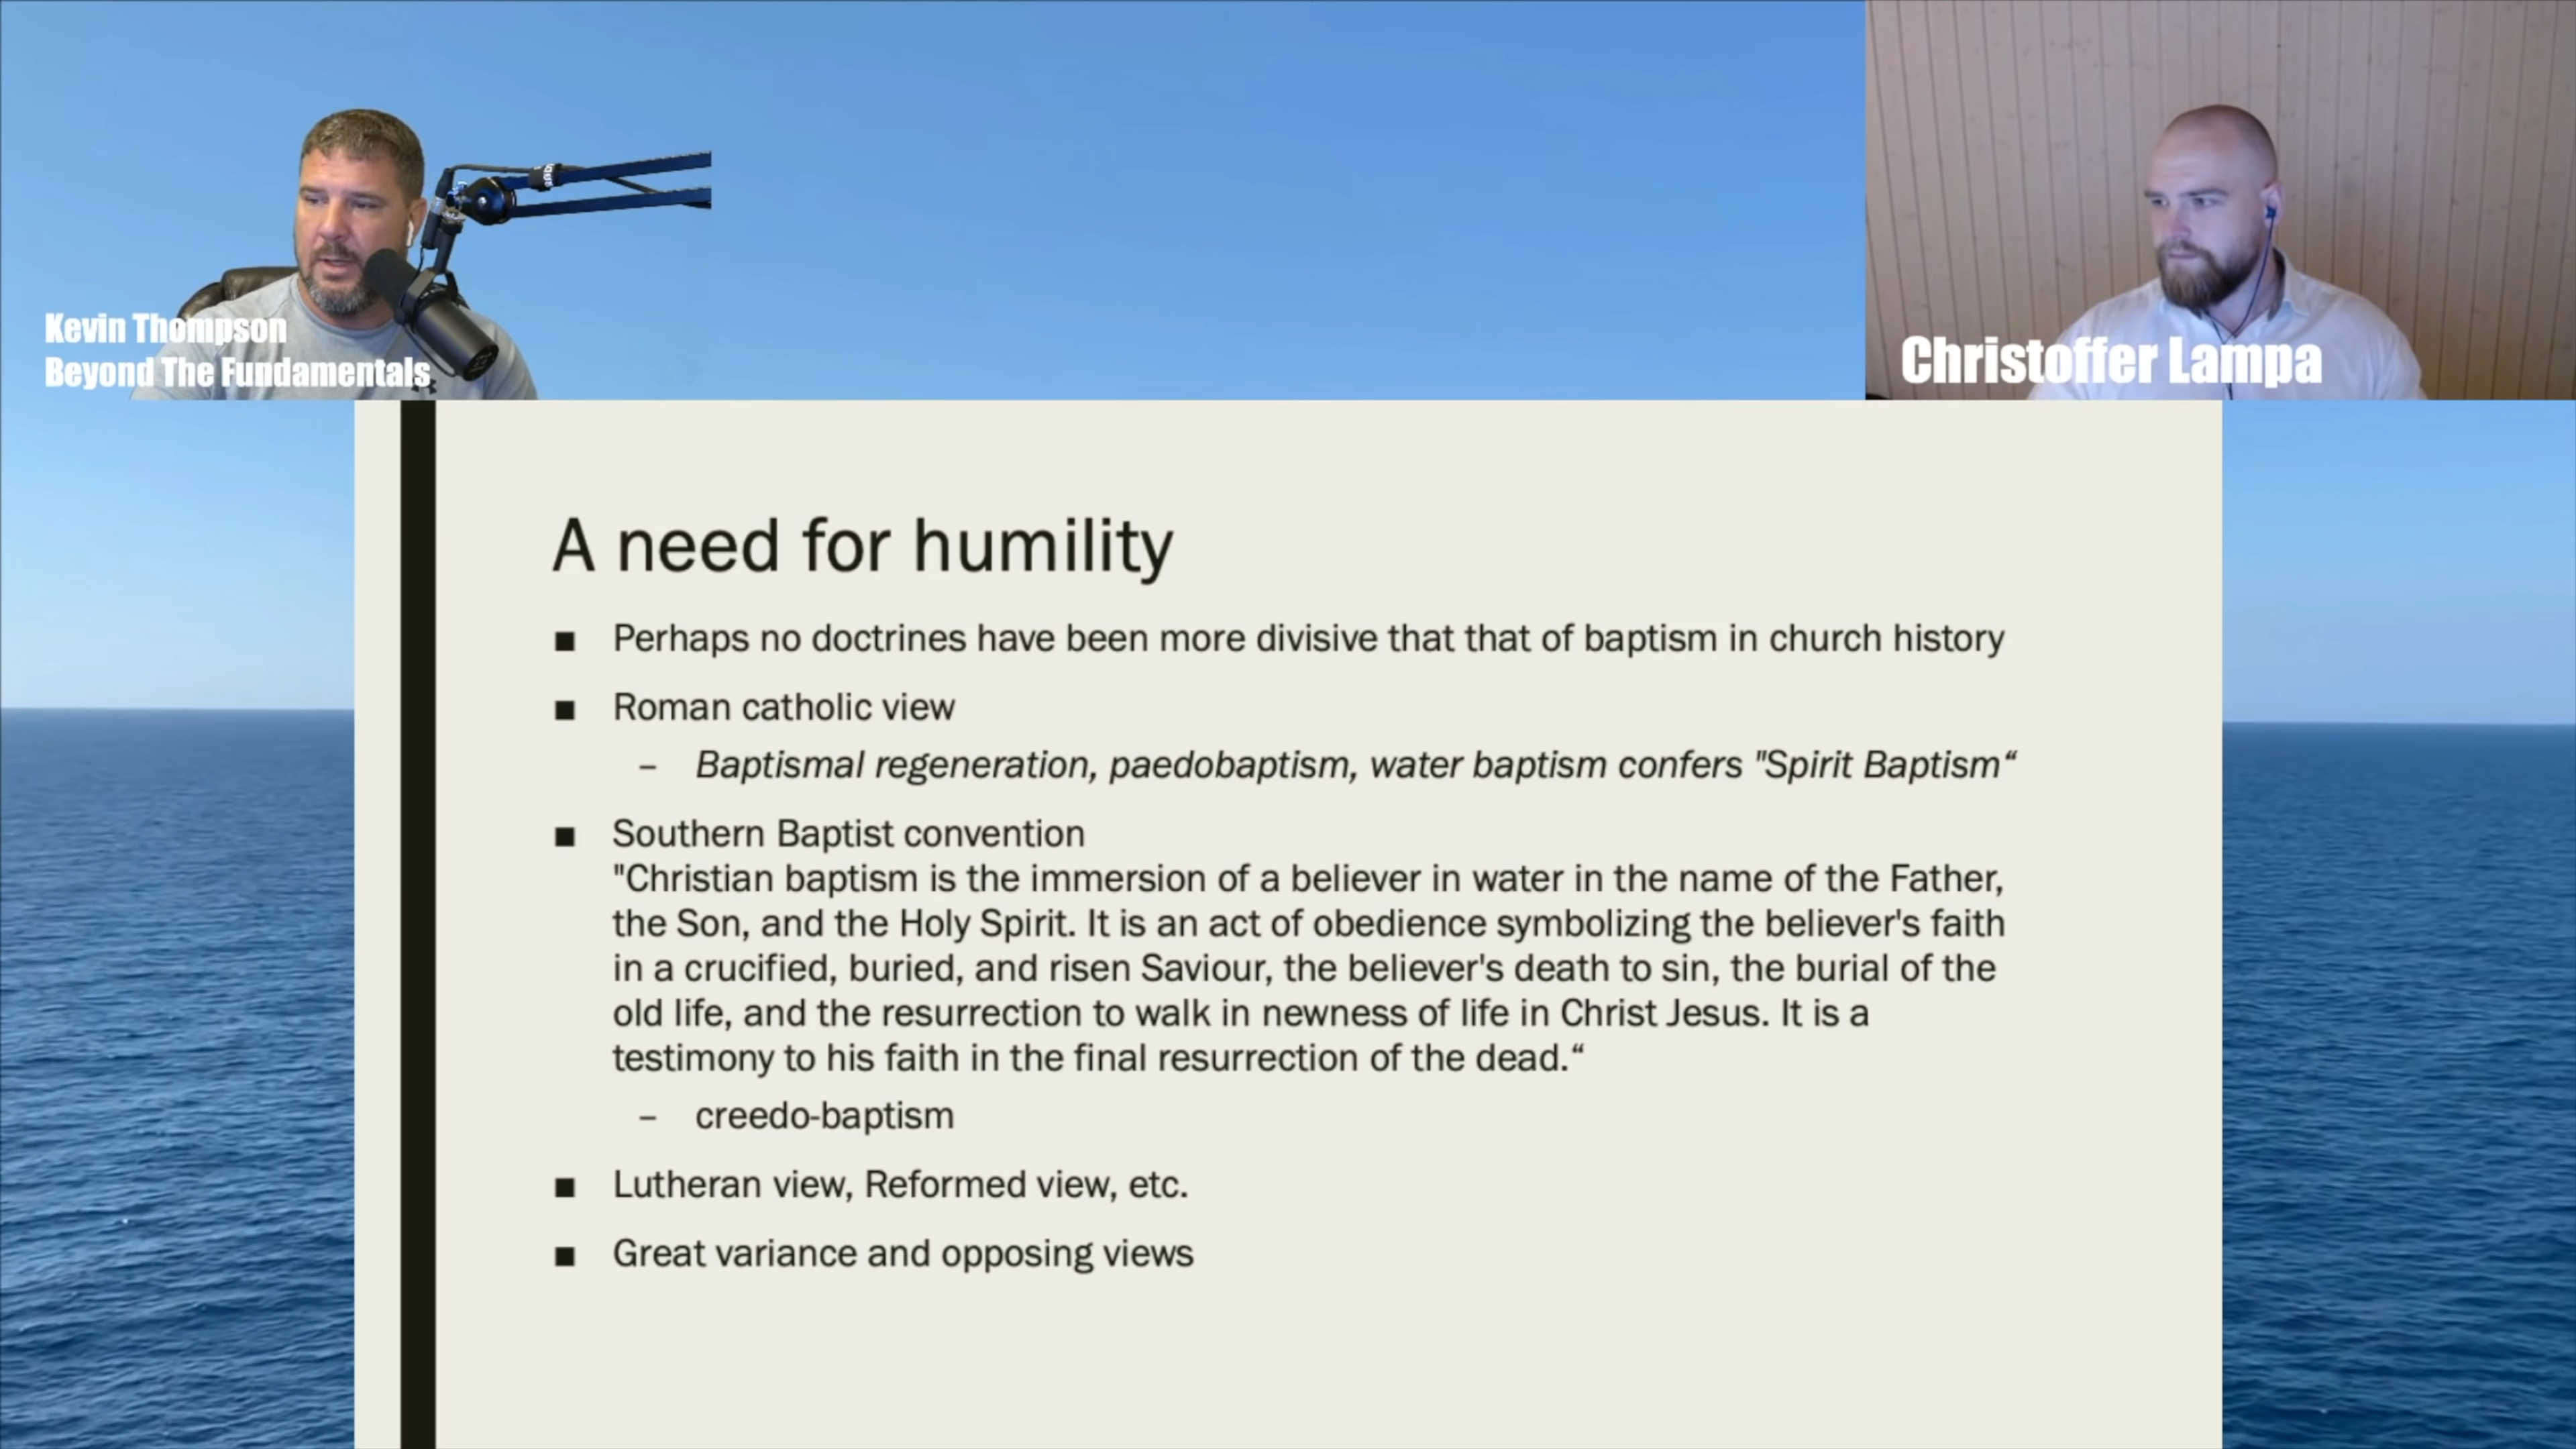 Kevin Thompson
Beyond The Fundamentals
Christoffer Lampa
A need for humility
■ Perhaps no doctrines have been more divisive that that of baptism in church history
■ Roman catholic view
– Baptismal regeneration, paedobaptism, water baptism confers "Spirit Baptism“
■ Southern Baptist convention
"Christian baptism is the immersion of a believer in water in the name of the Father,
the Son, and the Holy Spirit. It is an act of obedience symbolizing the believer's faith
in a crucified, buried, and risen Saviour, the believer's death to sin, the burial of the
old life, and the resurrection to walk in newness of life in Christ Jesus. It is a
testimony to his faith in the final resurrection of the dead.“
– creedo-baptism
■ Lutheran view, Reformed view, etc.
■ Great variance and opposing views